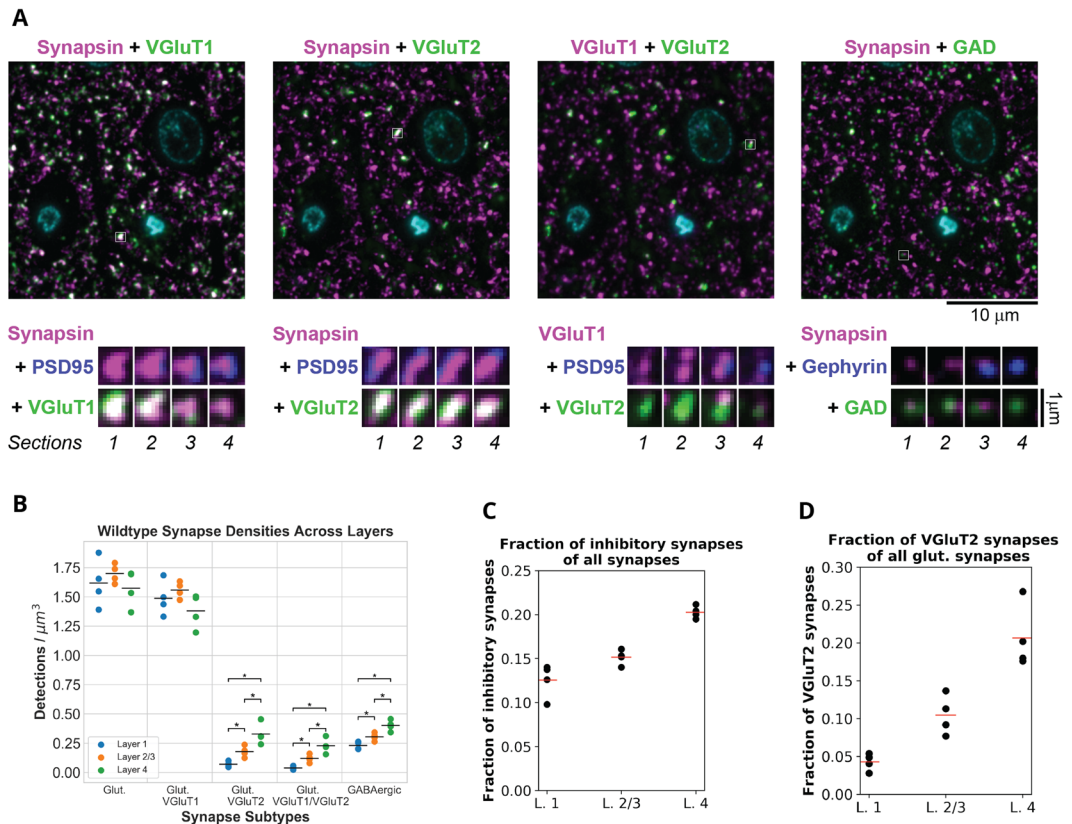 A
Synapsin + VGluT1
Synapsin + VGluT2
VGluT1 + VGluT2
Synapsin + GAD
10 μm
Synapsin
+ PSD95
+ VGluT1
Sections 1 2 3 4
Synapsin
+ PSD95
+ VGluT2
1 2 3 4
VGluT1
+ PSD95
+ VGluT2
1 2 3 4
Synapsin
+ Gephyrin
+ GAD
1 2 3 4
1μm
B
Wildtype Synapse Densities Across Layers
Detections / μm³
1.75
1.50
1.25
1.00
0.75
0.50
0.25
0.00
* * *
* * *
* * *
Layer 1
Layer 2/3
Layer 4
Glut.
Glut.
VGluT1
Glut.
VGluT2
Glut.
VGluT1/VGluT2
GABAergic
Synapse Subtypes
C
Fraction of inhibitory synapses
of all synapses
Fraction of inhibitory synapses
0.25
0.20
0.15
0.10
0.05
0.00
L. 1 L. 2/3 L. 4
D
Fraction of VGluT2 synapses
of all glut. synapses
Fraction of VGluT2 synapses
0.30
0.25
0.20
0.15
0.10
0.05
0.00
L. 1 L. 2/3 L. 4